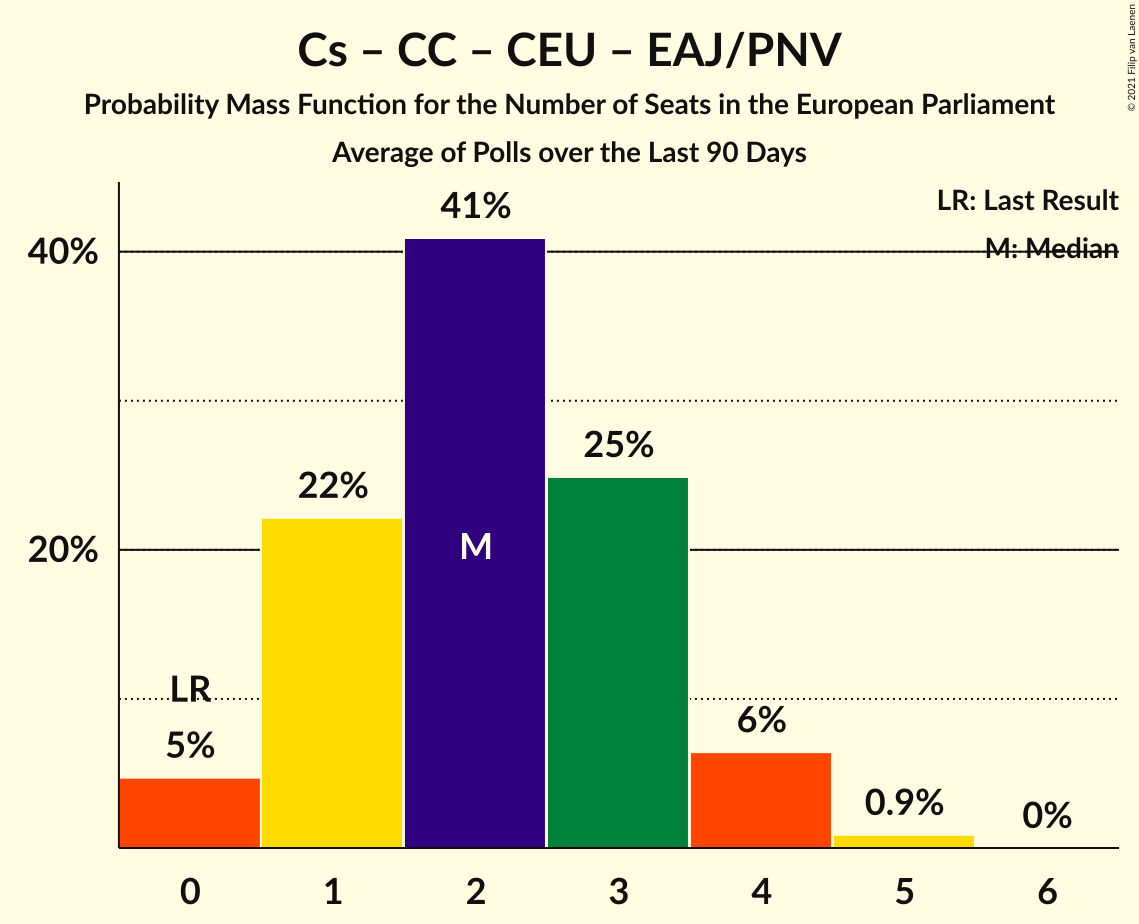 Cs – CC – CEU – EAJ/PNV
Probability Mass Function for the Number of Seats in the European Parliament
Average of Polls over the Last 90 Days
© 2021 Filip van Laenen
LR: Last Result
M: Median
40%
20%
LR
5%
22%
41%
M
25%
6%
0.9%
0%
0 1 2 3 4 5 6